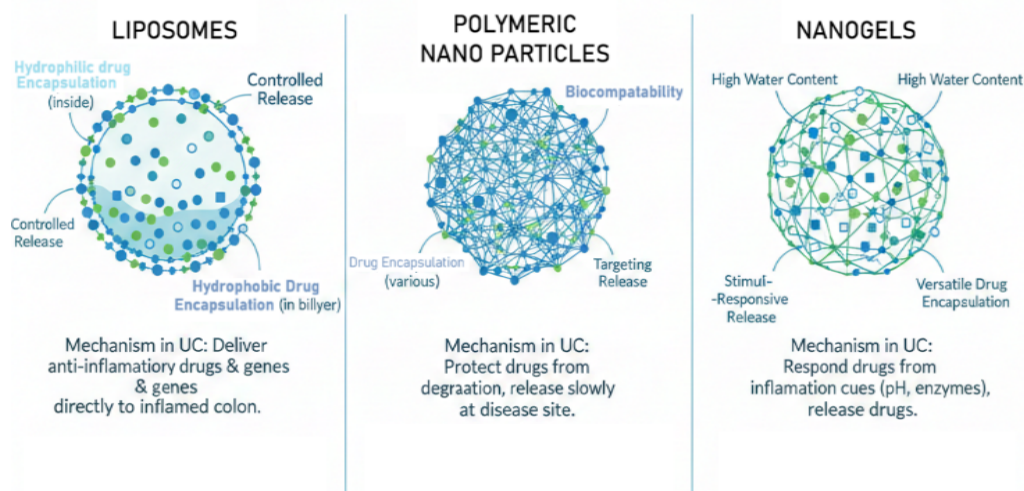 LIPOSOMES
Hydrophilic drug
Encapsulation
(inside)
Controlled
Release
Controlled
Release
Hydrophobic Drug
Encapsulation (in billyer)
Mechanism in UC: Deliver
anti-inflamatiory drugs & genes
& genes
directly to inflamed colon.
POLYMERIC
NANO PARTICLES
Biocompatability
Drug Encapsulation
(various)
Targeting
Release
Mechanism in UC:
Protect drugs from
degraation, release slowly
at disease site.
NANOGELS
High Water Content
High Water Content
Stimul-
-Responsive
Release
Versatile Drug
Encapsulation
Mechanism in UC:
Respond drugs from
inflamation cues (pH, enzymes),
release drugs.